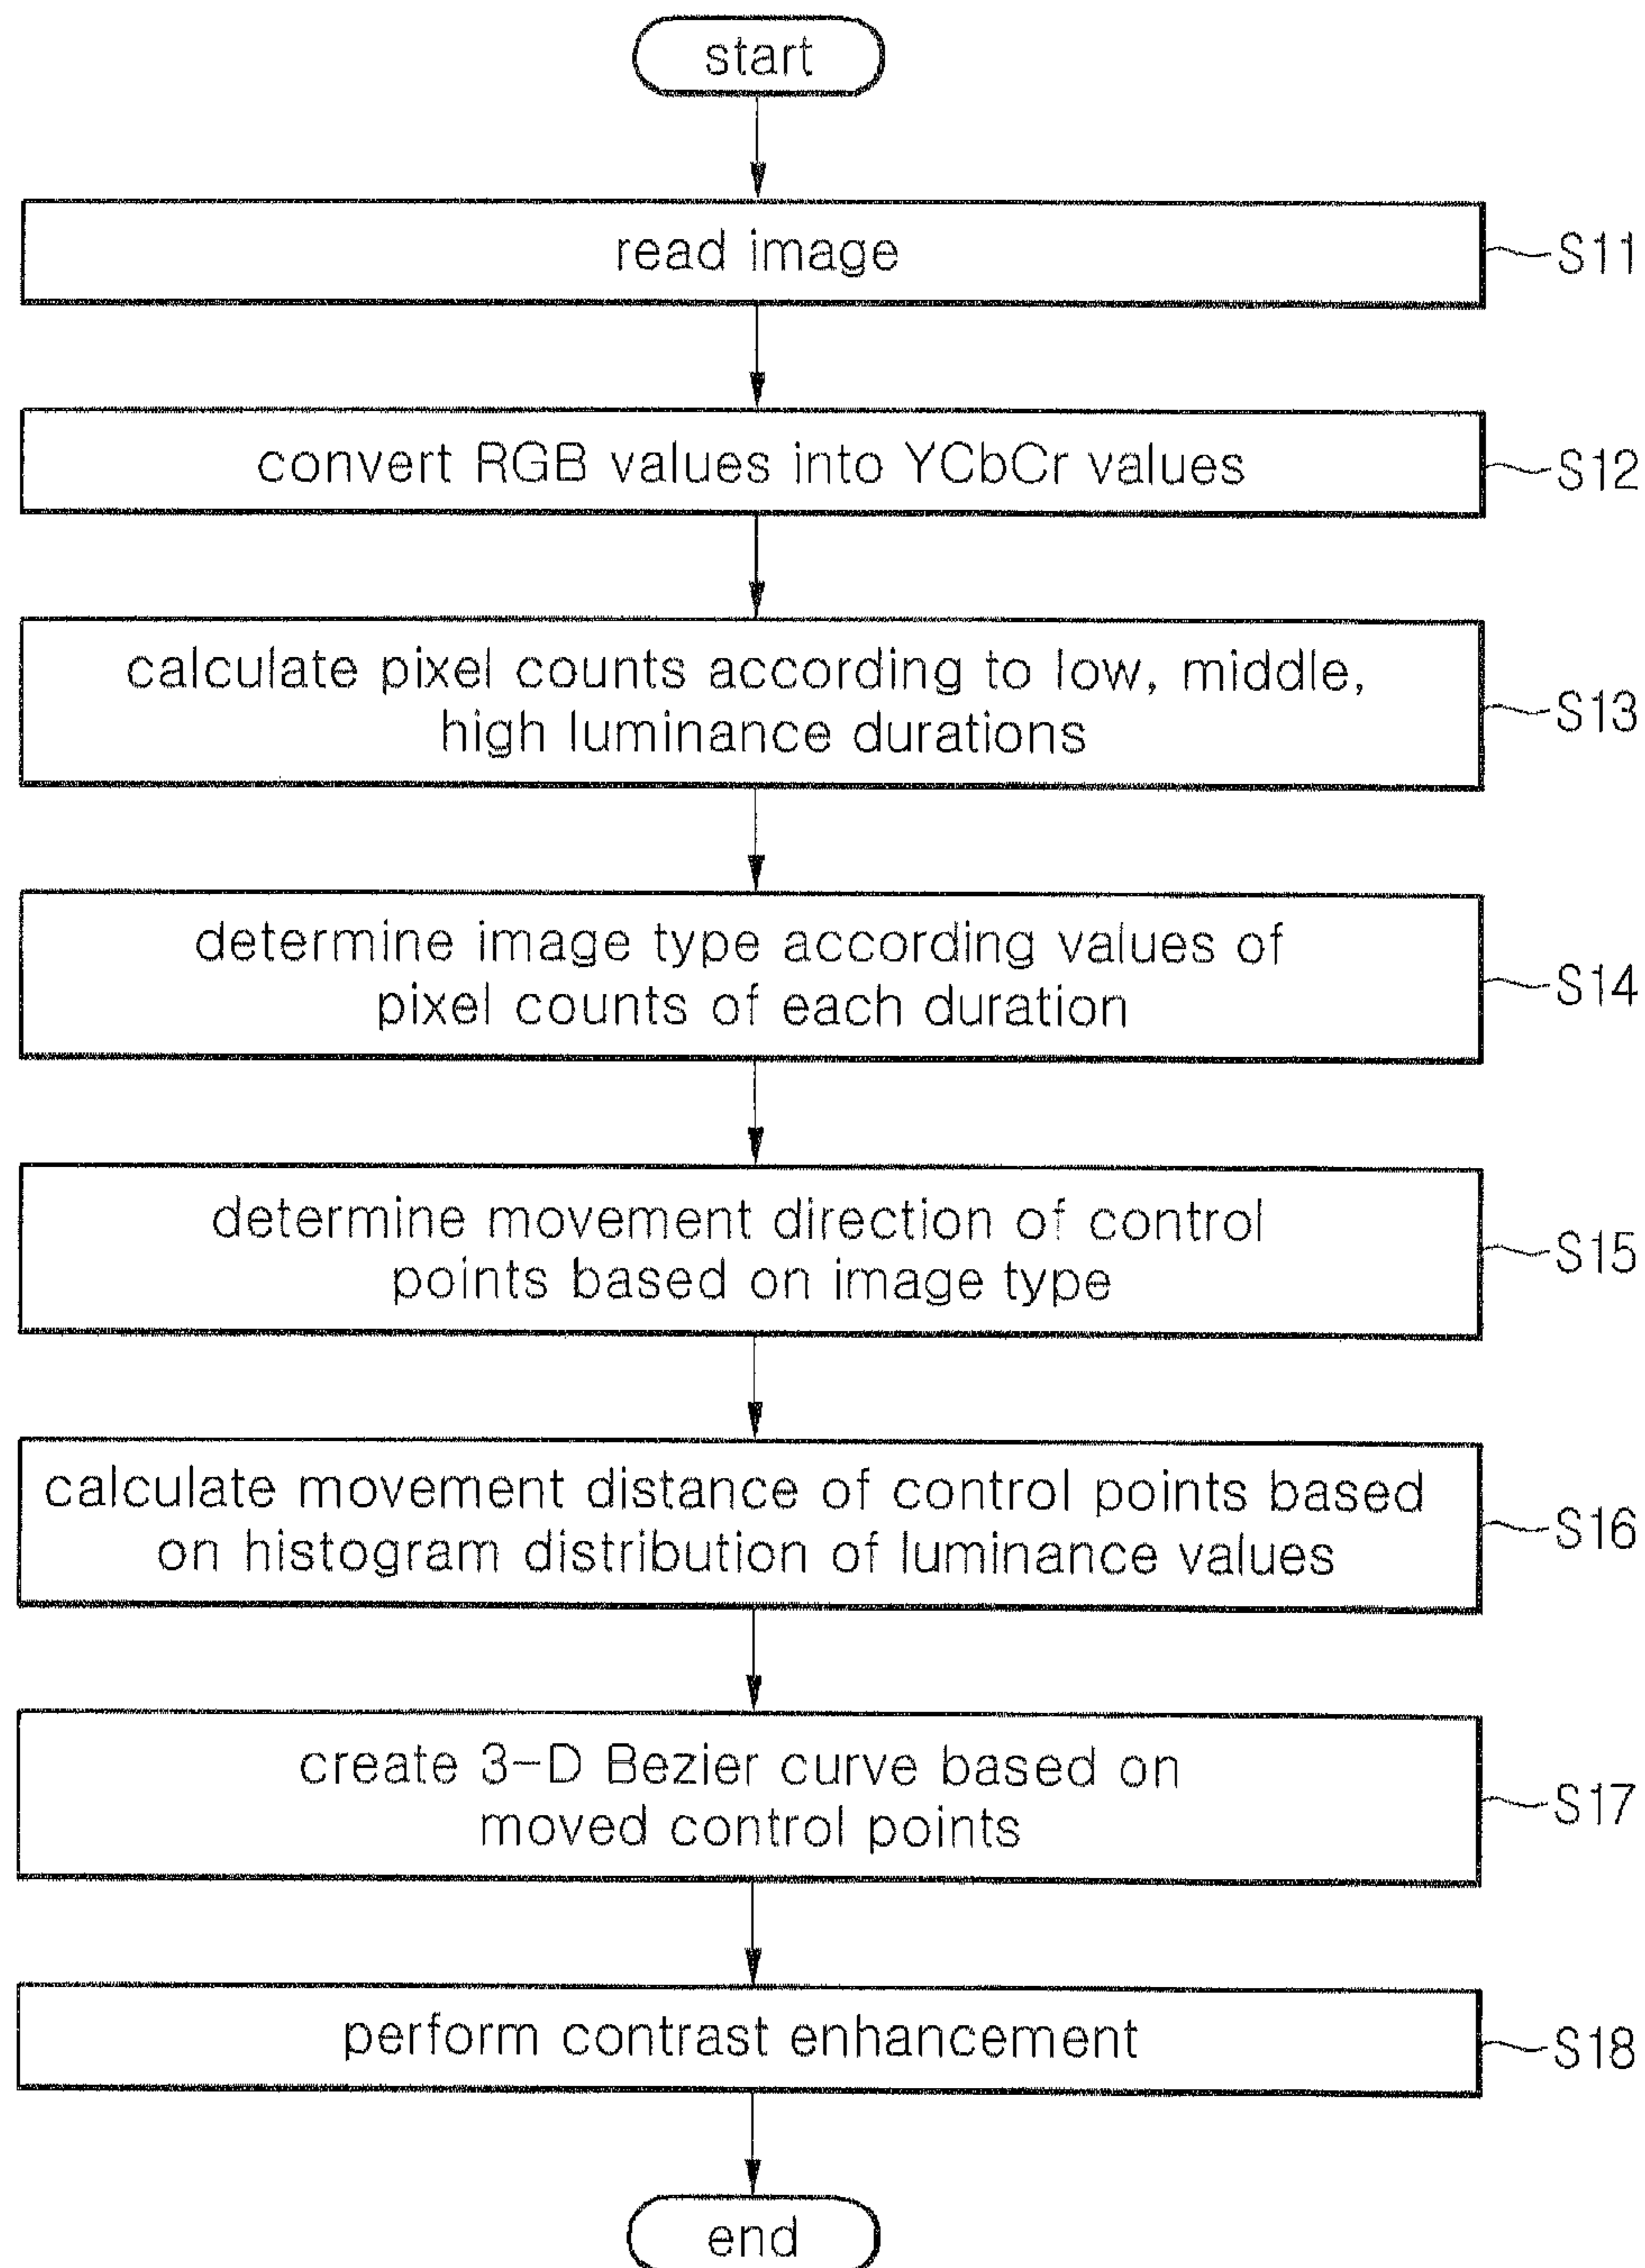 start
read image
S11
convert RGB values into YCbCr values
S12
calculate pixel counts according to low, middle,
high luminance durations
S13
determine image type according values of
pixel counts of each duration
S14
determine movement direction of control
points based on image type
S15
calculate movement distance of control points based
on histogram distribution of luminance values
S16
create 3-D Bezier curve based on
moved control points
S17
perform contrast enhancement
S18
end